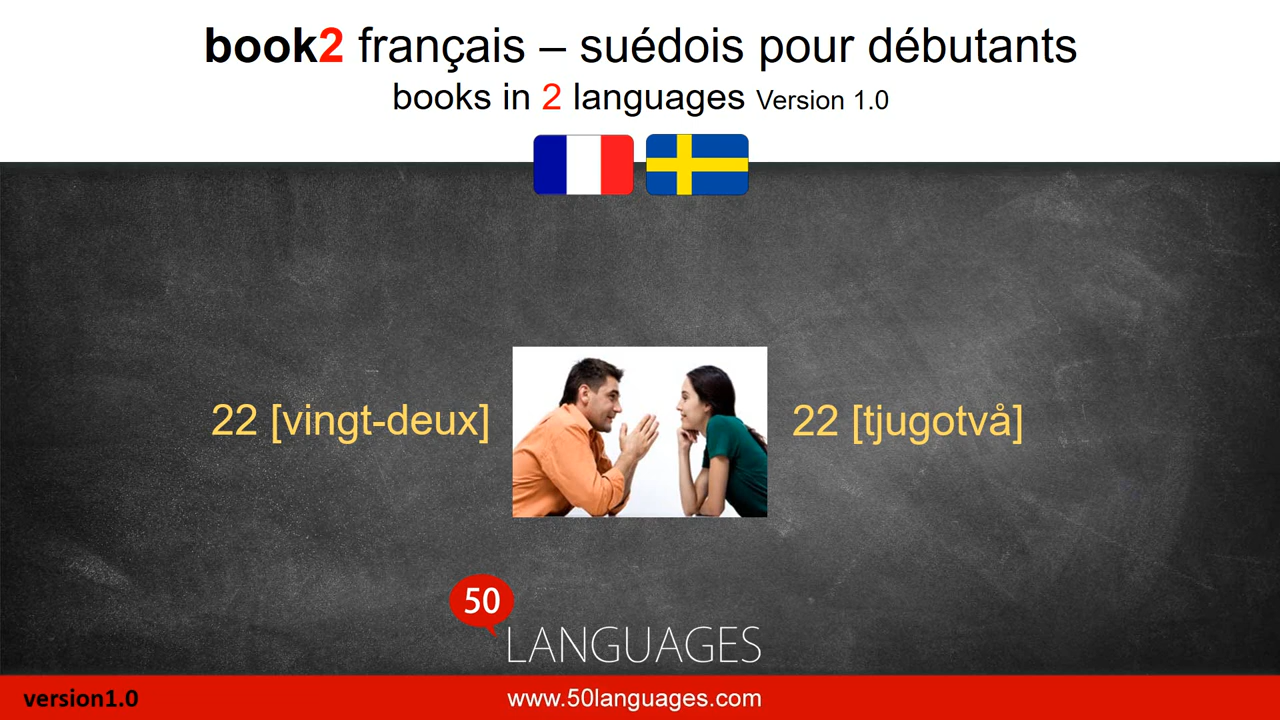 book2 français – suédois pour débutants
books in 2 languages Version 1.0
22 [vingt-deux]
22 [tjugotvå]
50
LANGUAGES
version1.0
www.50languages.com